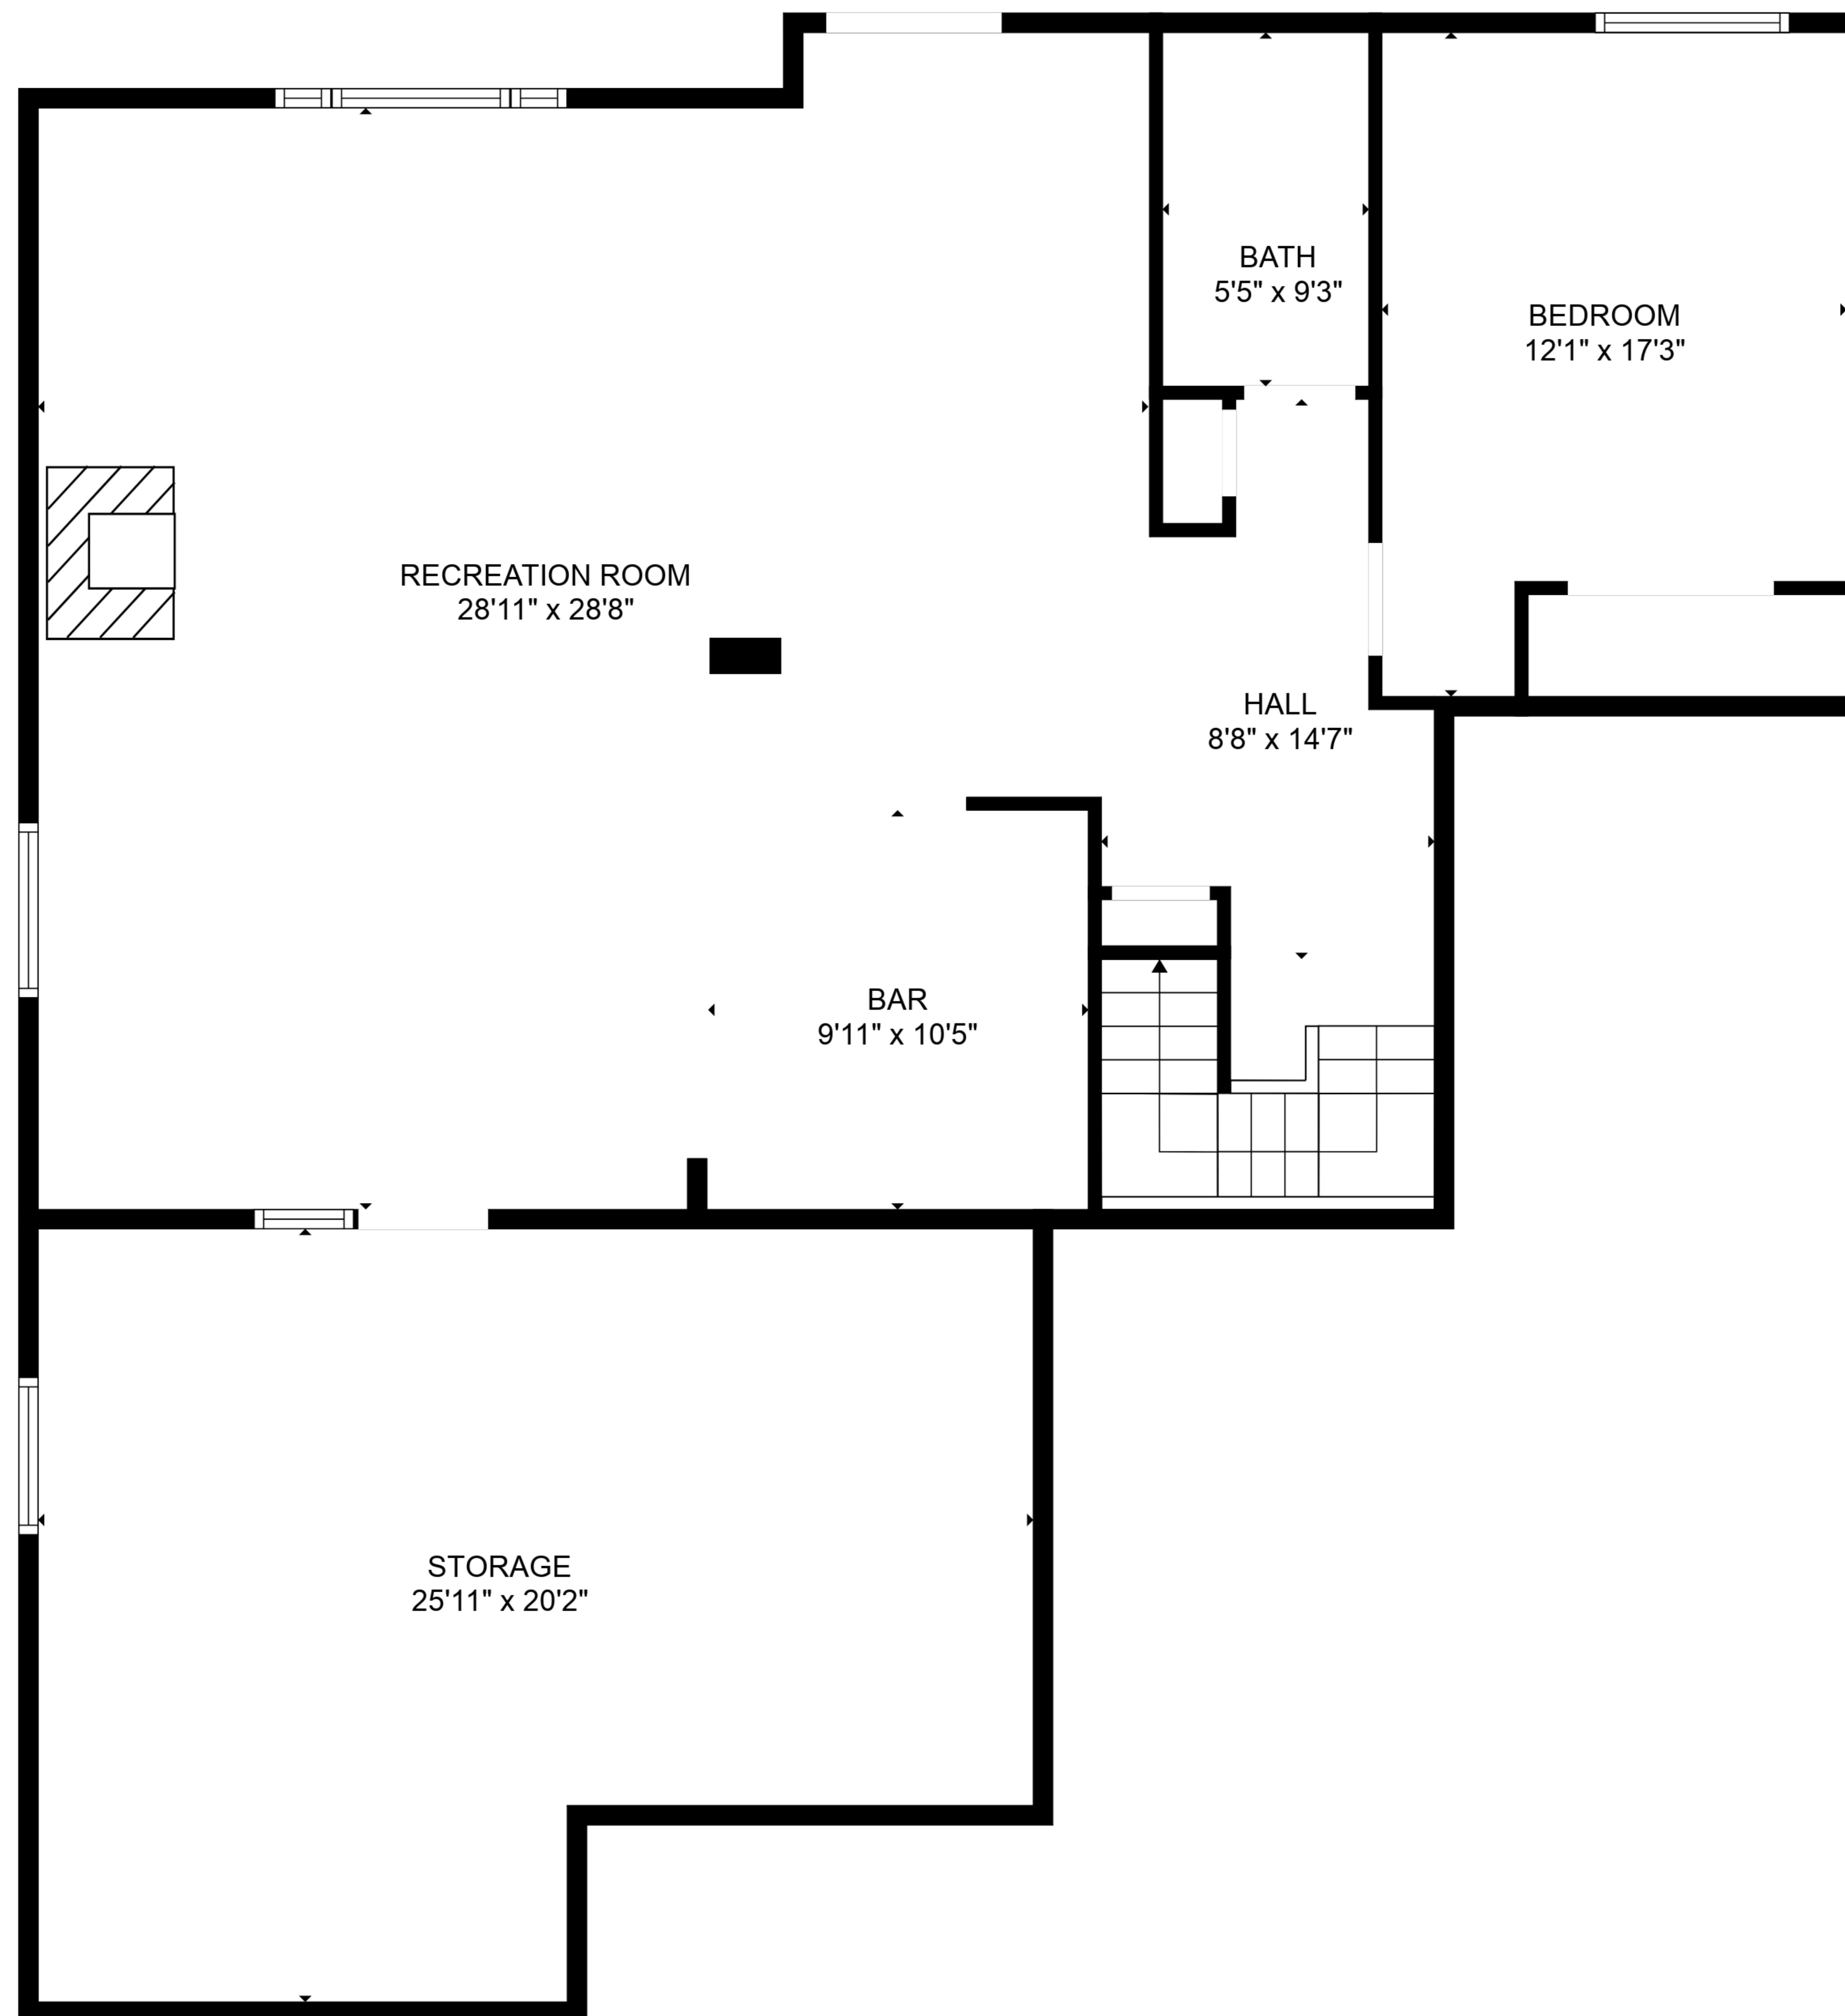 BATH
5'5" x 9'3"
BEDROOM
12'1" x 17'3"
RECREATION ROOM
28'11" x 28'8"
HALL
8'8" x 14'7"
BAR
9'11" x 10'5"
STORAGE
25'11" x 20'2"